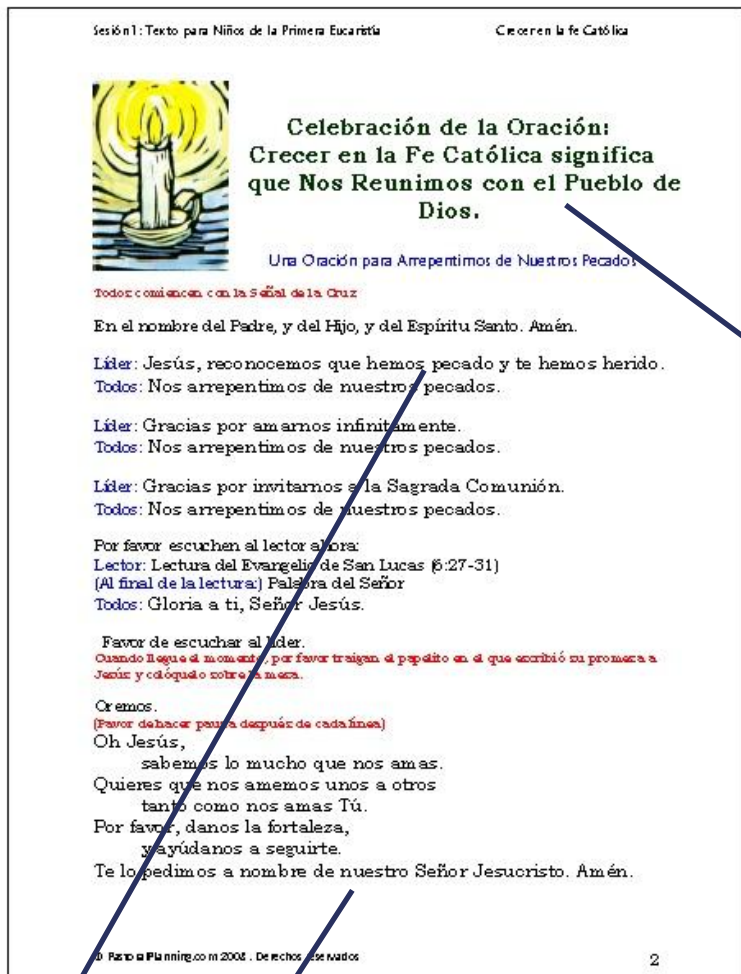 Sesión 1: Texto para Niños de la Primera Eucaristía Crecer en la fe Católica
Celebración de la Oración:
Crecer en la Fe Católica significa
que Nos Reunimos con el Pueblo de
Dios.
Una Oración para Arrepentirnos de Nuestros Pecados
Todos comiencen con la Señal de la Cruz
En el nombre del Padre, y del Hijo, y del Espíritu Santo. Amén.
Líder: Jesús, reconocemos que hemos pecado y te hemos herido.
Todos: Nos arrepentimos de nuestros pecados.
Líder: Gracias por amarnos infinitamente.
Todos: Nos arrepentimos de nuestros pecados.
Líder: Gracias por invitarnos a la Sagrada Comunión.
Todos: Nos arrepentimos de nuestros pecados.
Por favor escuchen al lector ahora:
Lector: Lectura del Evangelio de San Lucas (6:27-31)
(Al final de la lectura:) Palabra del Señor
Todos: Gloria a ti, Señor Jesús.
Favor de escuchar al líder.
Cuando llegue el momento, por favor traigan el papelito en el que escribió su promesa a
Jesús y colóquelo sobre la mesa.
Oremos.
(Favor de hacer pausa después de cada línea)
Oh Jesús,
sabemos lo mucho que nos amas.
Quieres que nos amemos unos a otros
tanto como nos amas Tú.
Por favor, danos la fortaleza,
y ayúdanos a seguirte.
Te lo pedimos a nombre de nuestro Señor Jesucristo. Amén.
© PastoralPlanning.com 2008. Derechos reservados 2